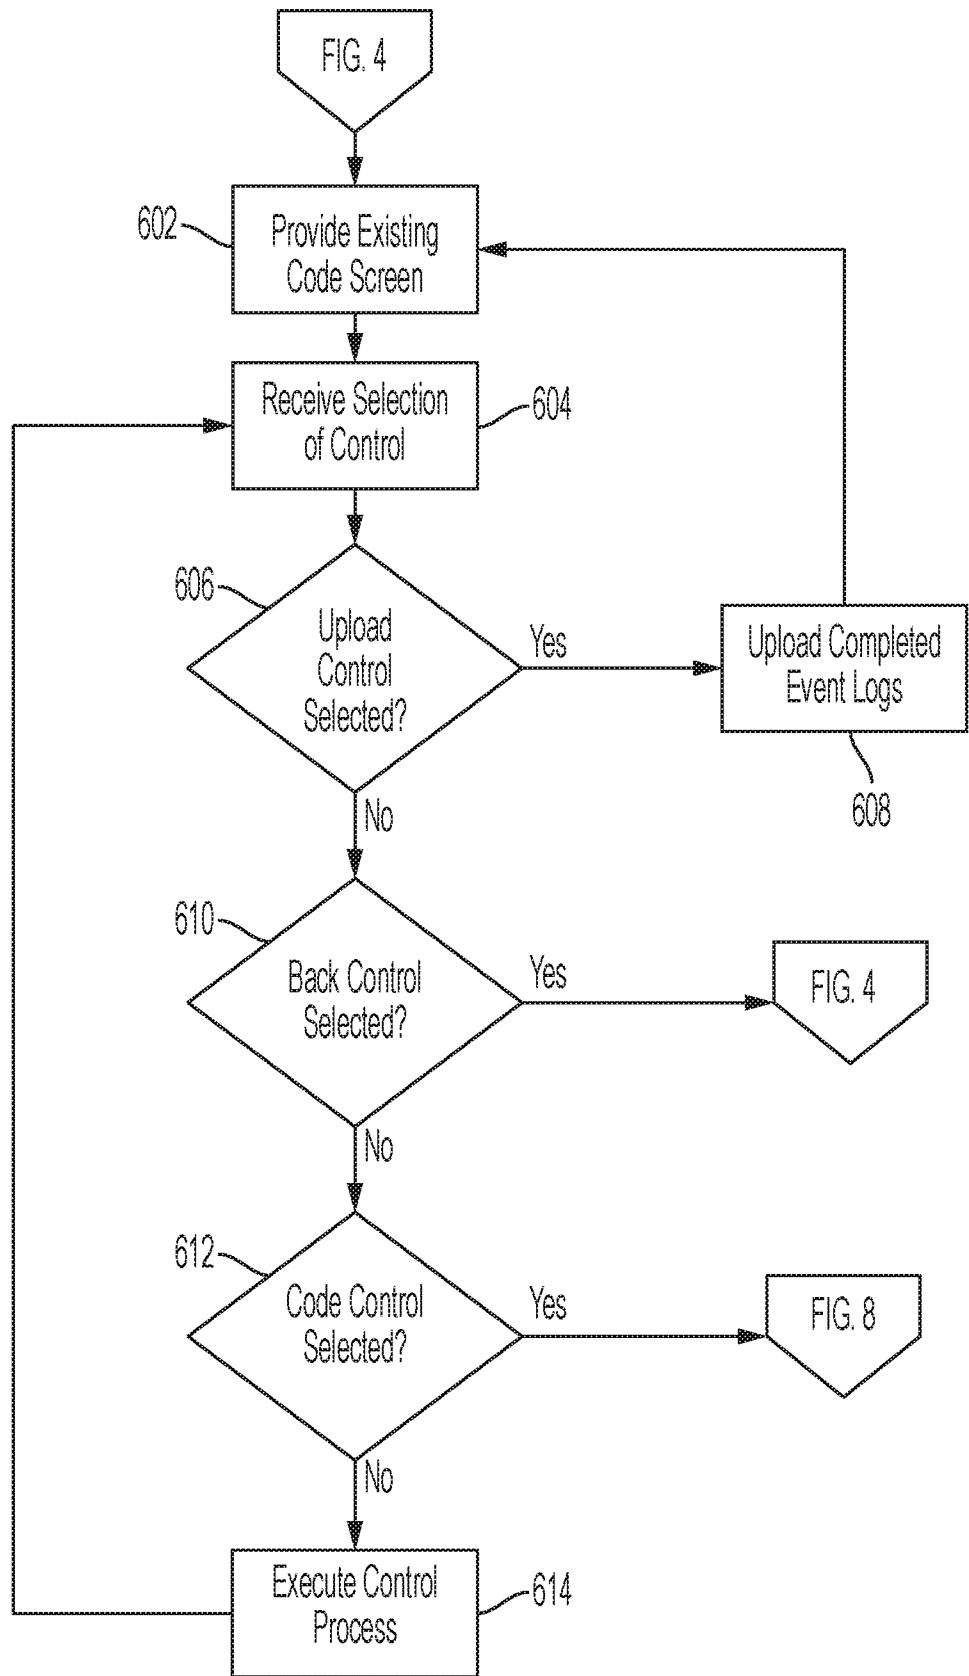 FIG. 4
602
Provide Existing
Code Screen
Receive Selection
of Control
604
606
Upload
Control
Selected?
Yes
Upload Completed
Event Logs
608
No
610
Back Control
Selected?
Yes
FIG. 4
No
612
Code Control
Selected?
Yes
FIG. 8
No
Execute Control
Process
614